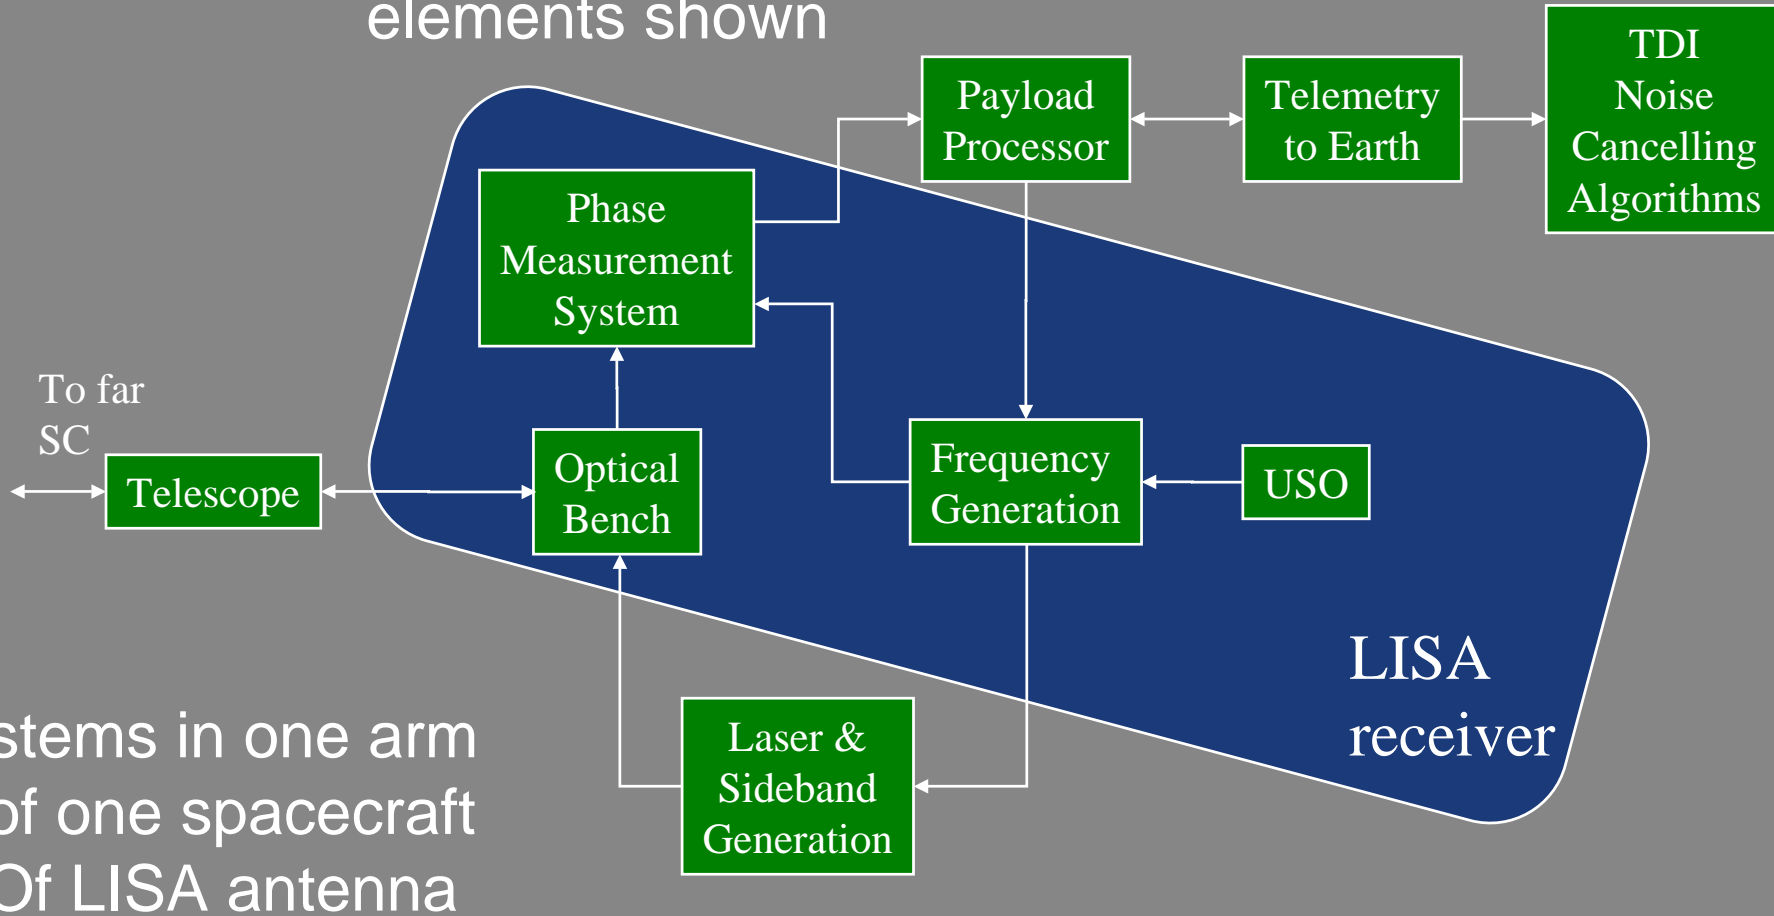 elements shown
TDI
Noise
Cancelling
Algorithms
Payload
Processor
Telemetry
to Earth
Phase
Measurement
System
To far
SC
Telescope
Optical
Bench
Frequency
Generation
USO
LISA
receiver
Laser &
Sideband
Generation
stems in one arm
of one spacecraft
Of LISA antenna